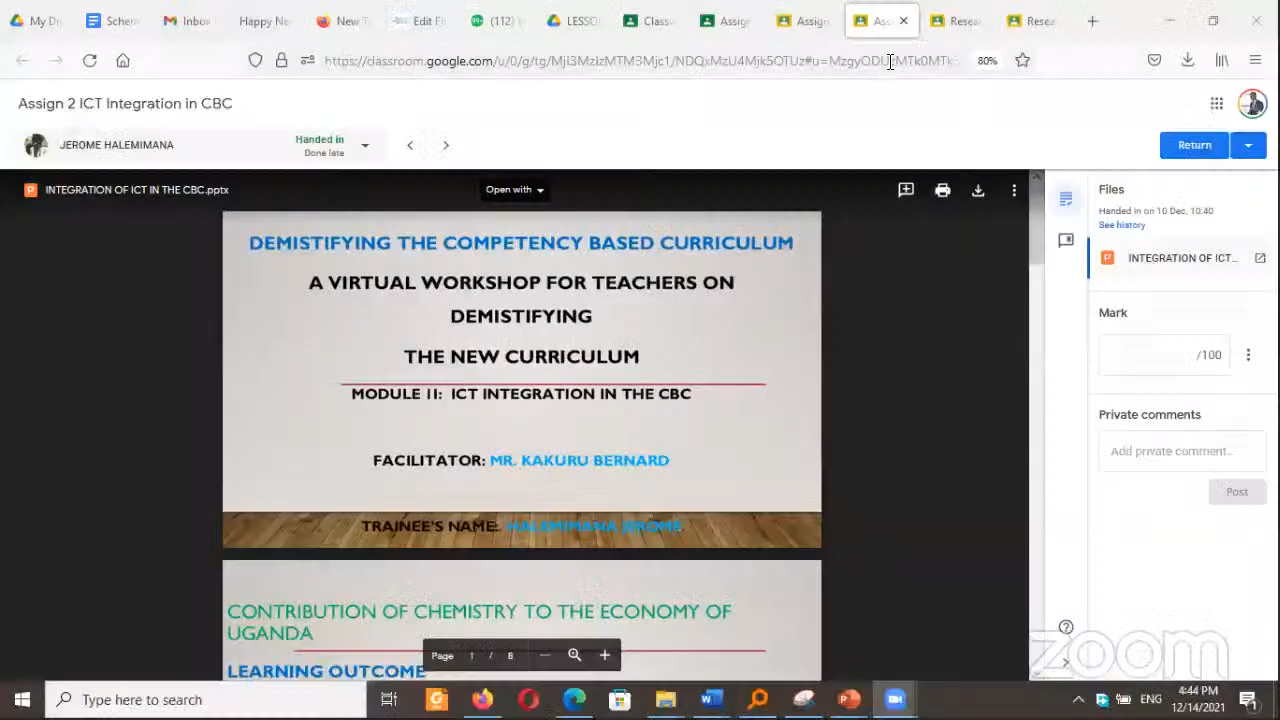 My Dr
Schem
Inbox
Happy Ne
New T
Edit Fi
(112)
LESSO
Classv
Assigr
Assign
Ass
Resea
Resea
https://classroom.google.com/u/0/g/tg/
80%
Assign 2 ICT Integration in CBC
JEROME HALEMIMANA
Handed in
Done late
Return
INTEGRATION OF ICT IN THE CBC.pptx
Open with
DEMISTIFYING THE COMPETENCY BASED CURRICULUM
A VIRTUAL WORKSHOP FOR TEACHERS ON
DEMISTIFYING
THE NEW CURRICULUM
MODULE II: ICT INTEGRATION IN THE CBC
FACILITATOR: MR. KAKURU BERNARD
TRAINEE'S NAME: HALEMIMANA JEROME
CONTRIBUTION OF CHEMISTRY TO THE ECONOMY OF
UGANDA
LEARNING OUTCOME
Page 1 / 8
Files
Handed in on 10 Dec, 10:40
See history
INTEGRATION OF ICT...
Mark
/100
Private comments
Add private comment...
Post
zoom
Type here to search
ENG
4:44 PM
12/14/2021